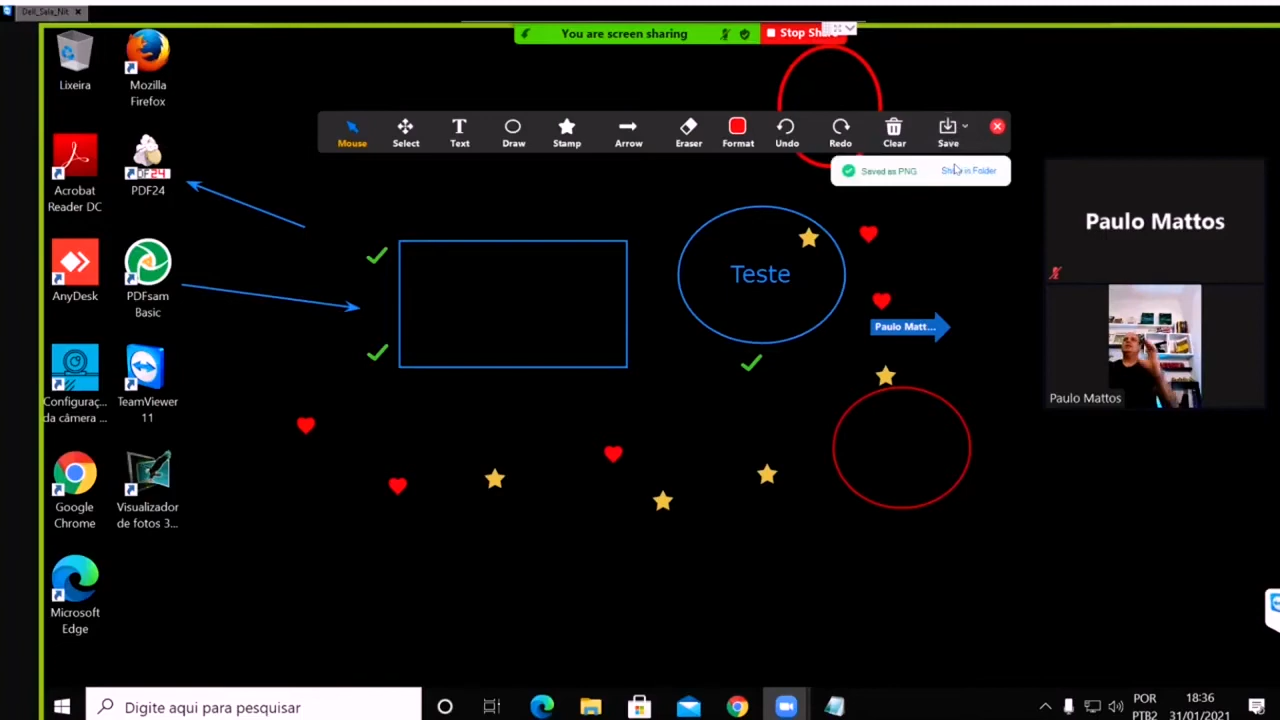 Dell_Sala_Nit
You are screen sharing
Stop Sh
Lixeira
Mozilla
Firefox
Mouse
Select
Text
Draw
Stamp
Arrow
Eraser
Format
Undo
Redo
Clear
Save
Saved as PNG
Show in Folder
Acrobat
Reader DC
PDF24
Paulo Mattos
AnyDesk
PDFsam
Basic
Teste
Paulo Matt...
Paulo Mattos
Configuraç...
da câmera ...
TeamViewer
11
Google
Chrome
Visualizador
de fotos 3...
Microsoft
Edge
Digite aqui para pesquisar
POR
PTB2
18:36
31/01/2021